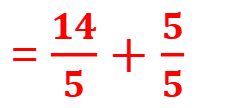 = 14/5 + 5/5